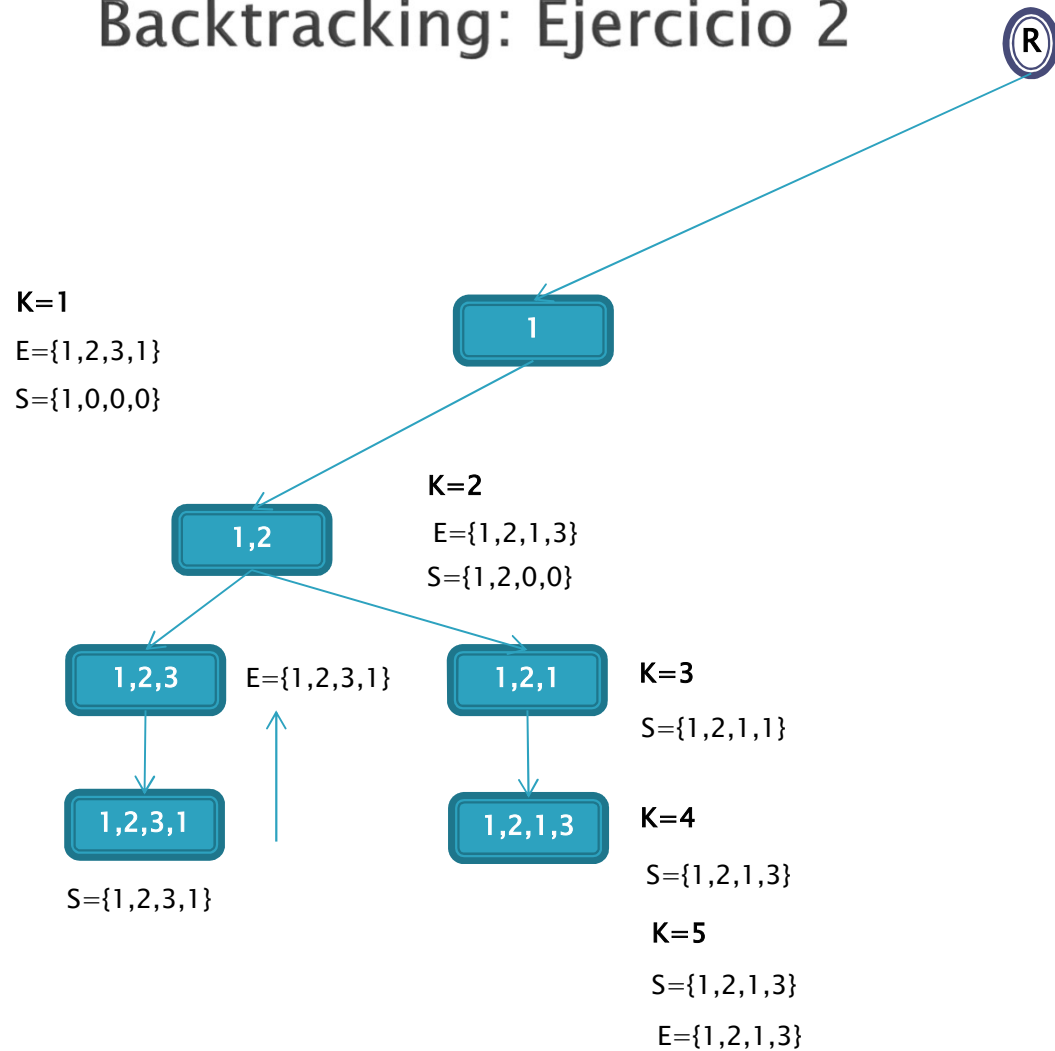 Backtracking: Ejercicio 2
R
K=1
E={1,2,3,1}
S={1,0,0,0}
1
K=2
E={1,2,1,3}
S={1,2,0,0}
1,2
1,2,3
E={1,2,3,1}
1,2,1
K=3
S={1,2,1,1}
1,2,3,1
S={1,2,3,1}
1,2,1,3
K=4
S={1,2,1,3}
K=5
S={1,2,1,3}
E={1,2,1,3}